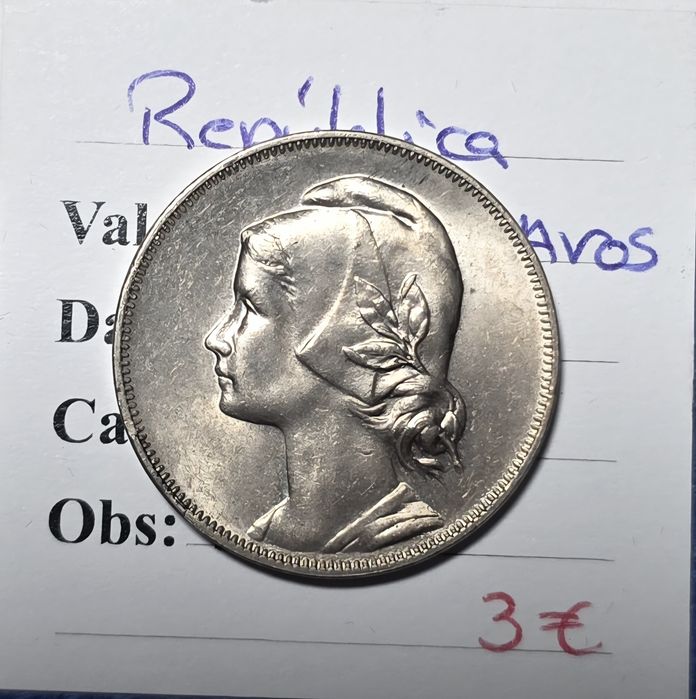 República
Val AVOS
Da
Ca
Obs:
3 €